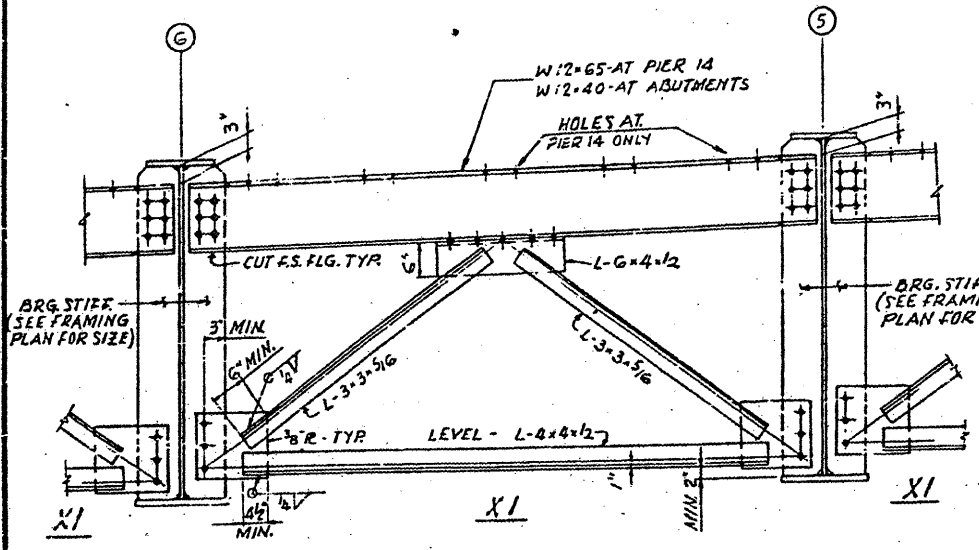 6
5
W12×65-AT PIER 14
W12×40-AT ABUTMENTS
HOLES AT
PIER 14 ONLY
3"
3"
CUT F.S. FLG. TYP.
6"
L-6×4×1/2
BRG. STIFF.
(SEE FRAMING
PLAN FOR SIZE)
BRG. STIF
(SEE FRAMI
PLAN FOR
3" MIN.
6" MIN.
1/4
L-3×3×5/16
L-3×3×5/16
3/8" PL - TYP.
LEVEL - L-4×4×1/2
1"
MIN. 2"
1/4
4 1/2"
MIN.
X1
X1
X1